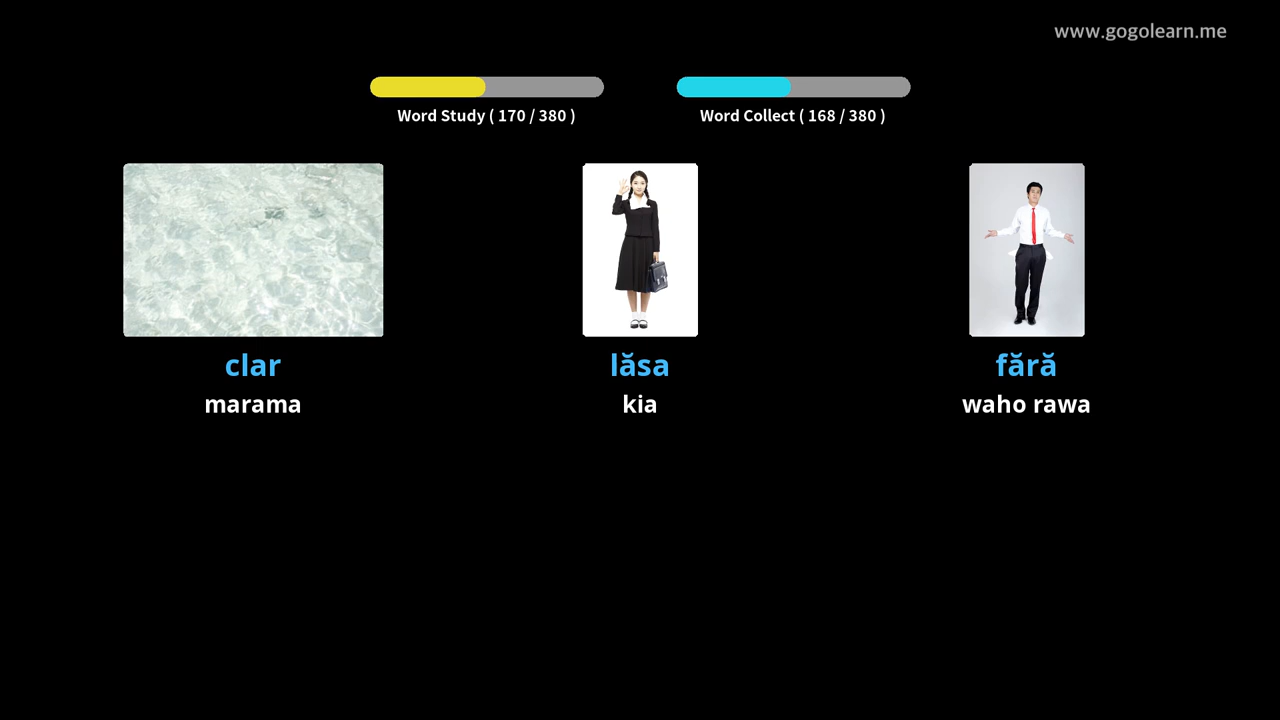 www.gogolearn.me
Word Study ( 170 / 380 )
Word Collect ( 168 / 380 )
clar
lăsa
fără
marama
kia
waho rawa